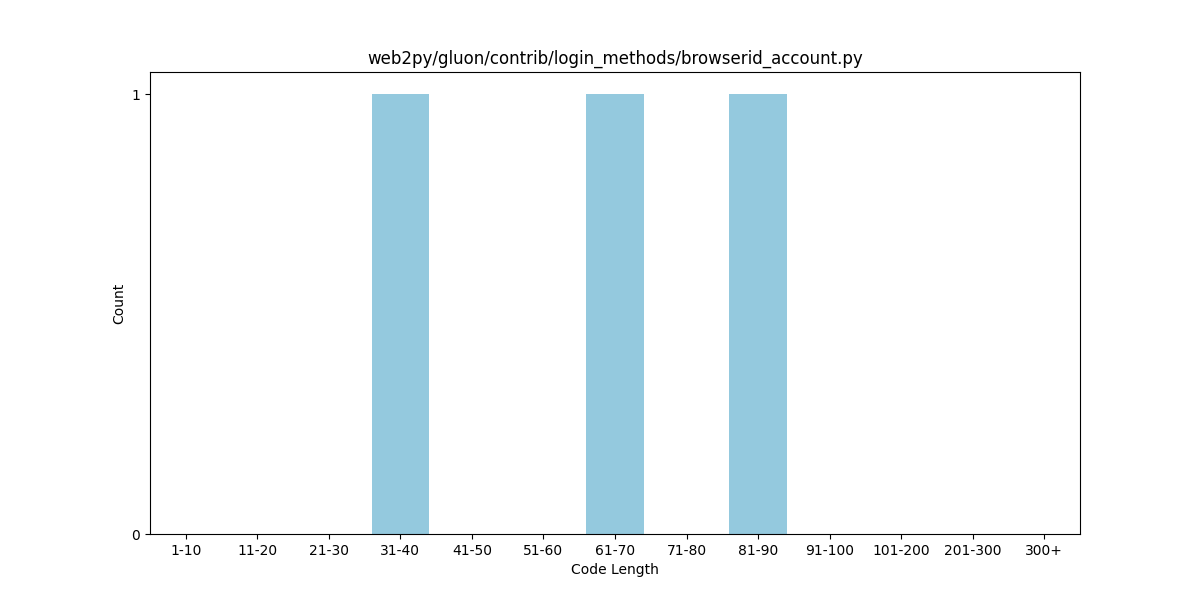 web2py/gluon/contrib/login_methods/browserid_account.py
1
Count
0
1-10 11-20 21-30 31-40 41-50 51-60 61-70 71-80 81-90 91-100 101-200 201-300 300+
Code Length